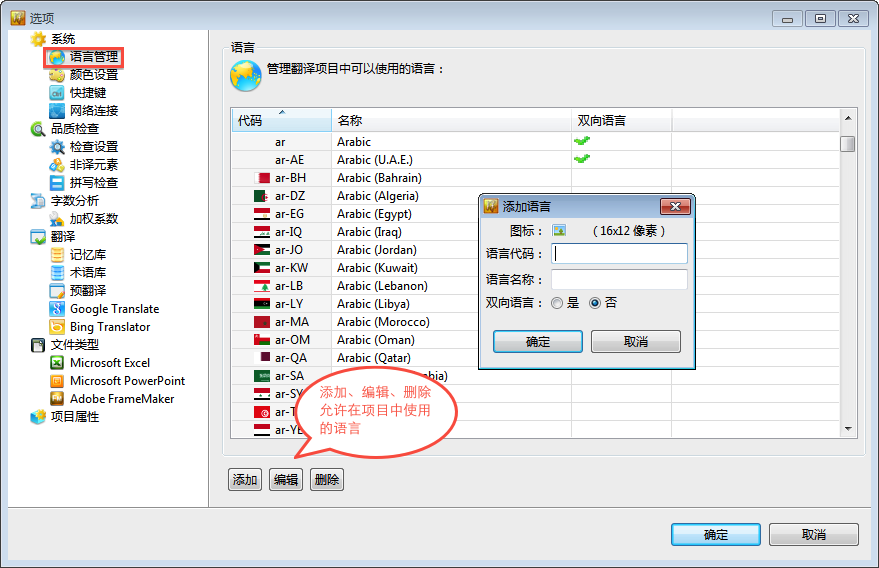 选项
系统
语言管理
颜色设置
快捷键
网络连接
品质检查
检查设置
非译元素
拼写检查
字数分析
加权系数
翻译
记忆库
术语库
预翻译
Google Translate
Bing Translator
文件类型
Microsoft Excel
Microsoft PowerPoint
Adobe FrameMaker
项目属性
语言
管理翻译项目中可以使用的语言：
代码 名称 双向语言
ar Arabic
ar-AE Arabic (U.A.E.)
ar-BH Arabic (Bahrain)
ar-DZ Arabic (Algeria)
ar-EG Arabic (Egypt)
ar-IQ Arabic (Iraq)
ar-JO Arabic (Jordan)
ar-KW Arabic (Kuwait)
ar-LB Arabic (Lebanon)
ar-LY Arabic (Libya)
ar-MA Arabic (Morocco)
ar-OM Arabic (Oman)
ar-QA Arabic (Qatar)
ar-SA
ar-SY
ar-T
ar-YE
添加、编辑、删除
允许在项目中使用
的语言
添加语言
图标： （16x12 像素）
语言代码：
语言名称：
双向语言： 是 否
确定 取消
添加 编辑 删除
确定 取消